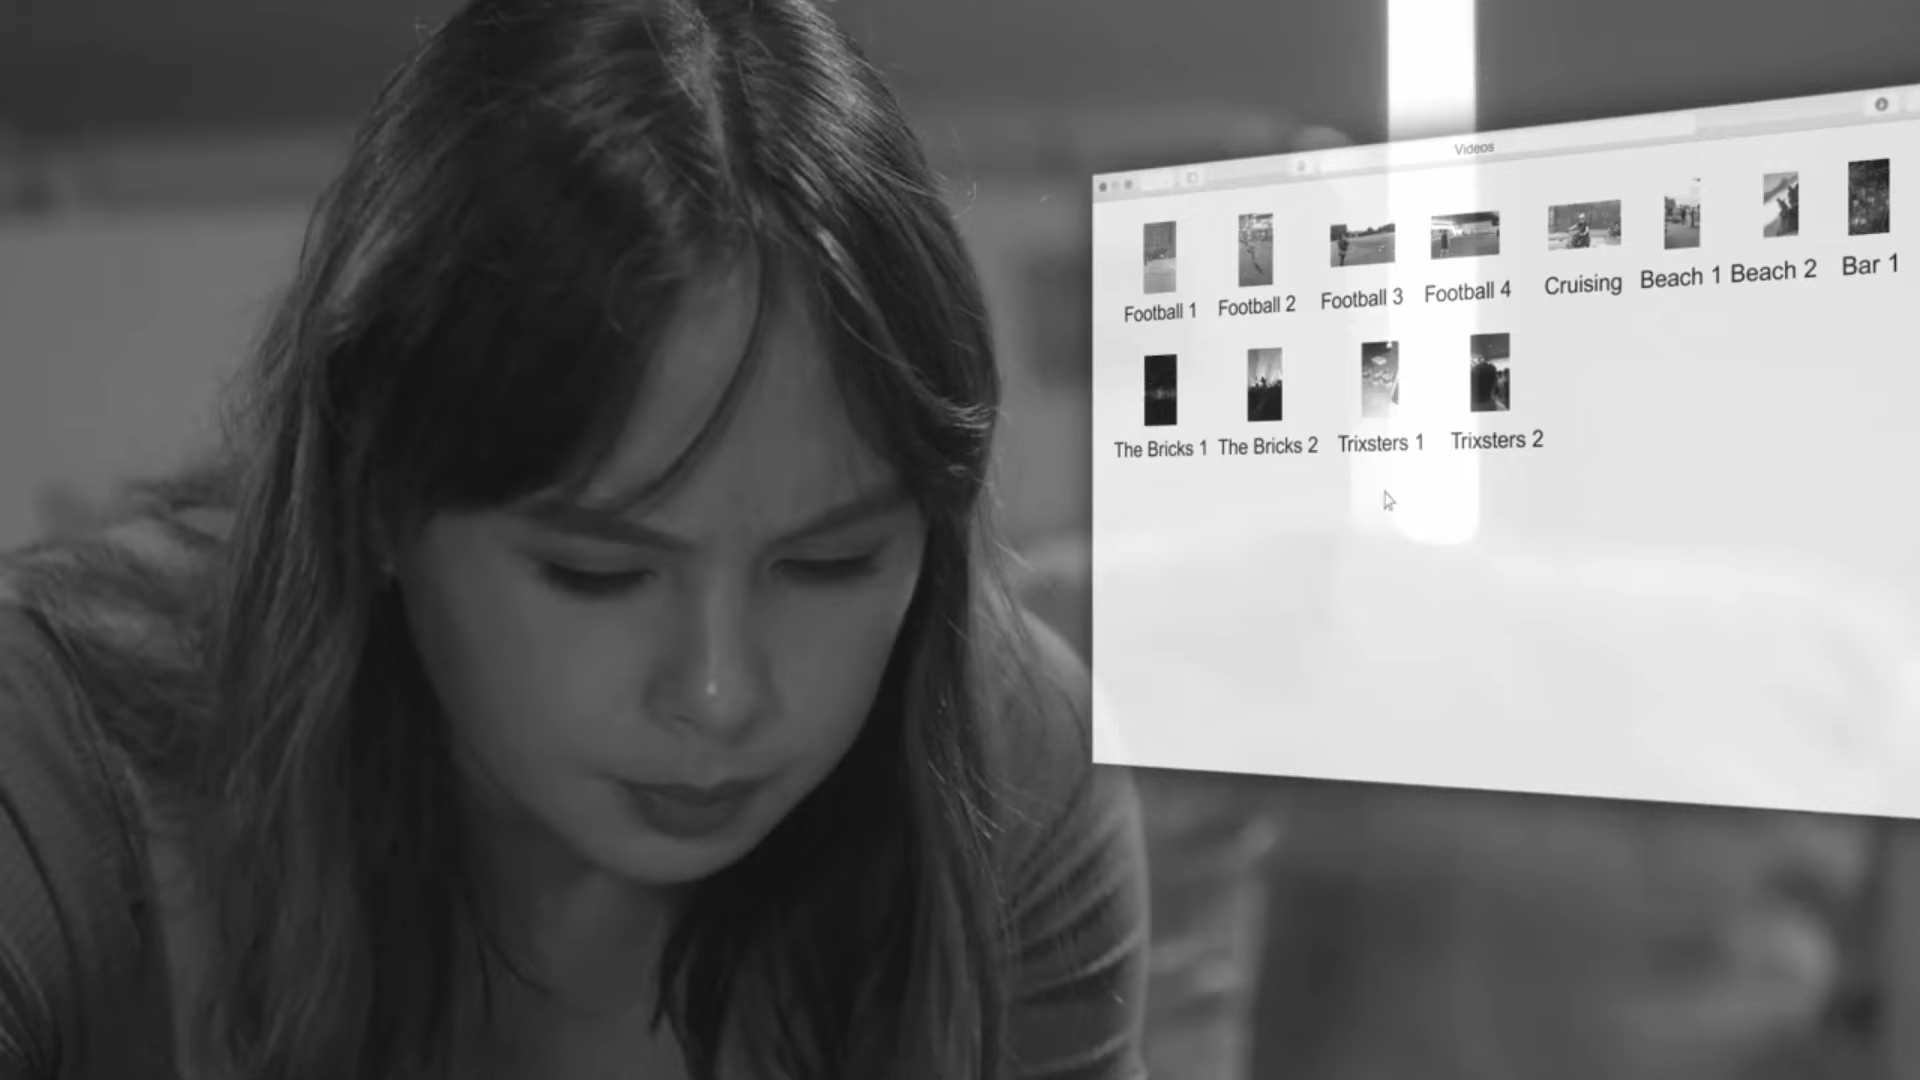 Videos
Football 1 Football 2 Football 3 Football 4 Cruising Beach 1 Beach 2 Bar 1
The Bricks 1 The Bricks 2 Trixsters 1 Trixsters 2